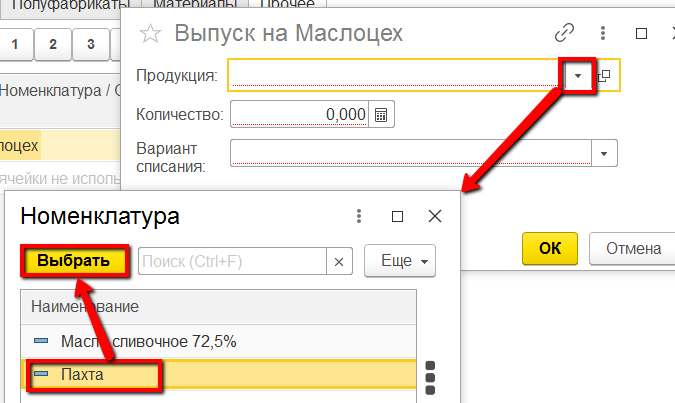 Полуфабрикаты Материалы Прочее
1 2 3
Выпуск на Маслоцех
Продукция:
Номенклатура /
Количество: 0,000
Вариант
списания:
ячейки не исполь
Номенклатура
Выбрать Поиск (Ctrl+F) × Еще
ОК Отмена
Наименование
Масло сливочное 72,5%
Пахта